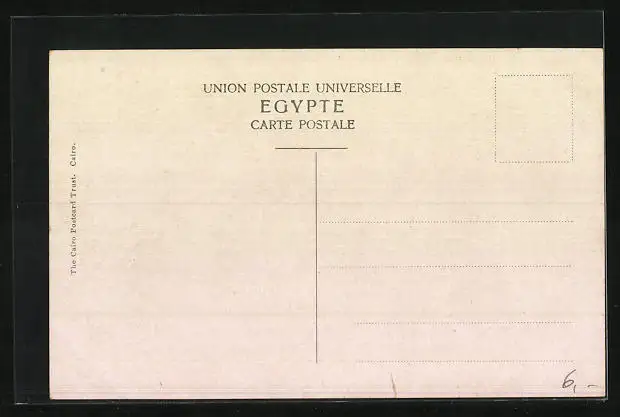 UNION POSTALE UNIVERSELLE
EGYPTE
CARTE POSTALE
The Cairo Postcard Trust. Cairo.
6,-